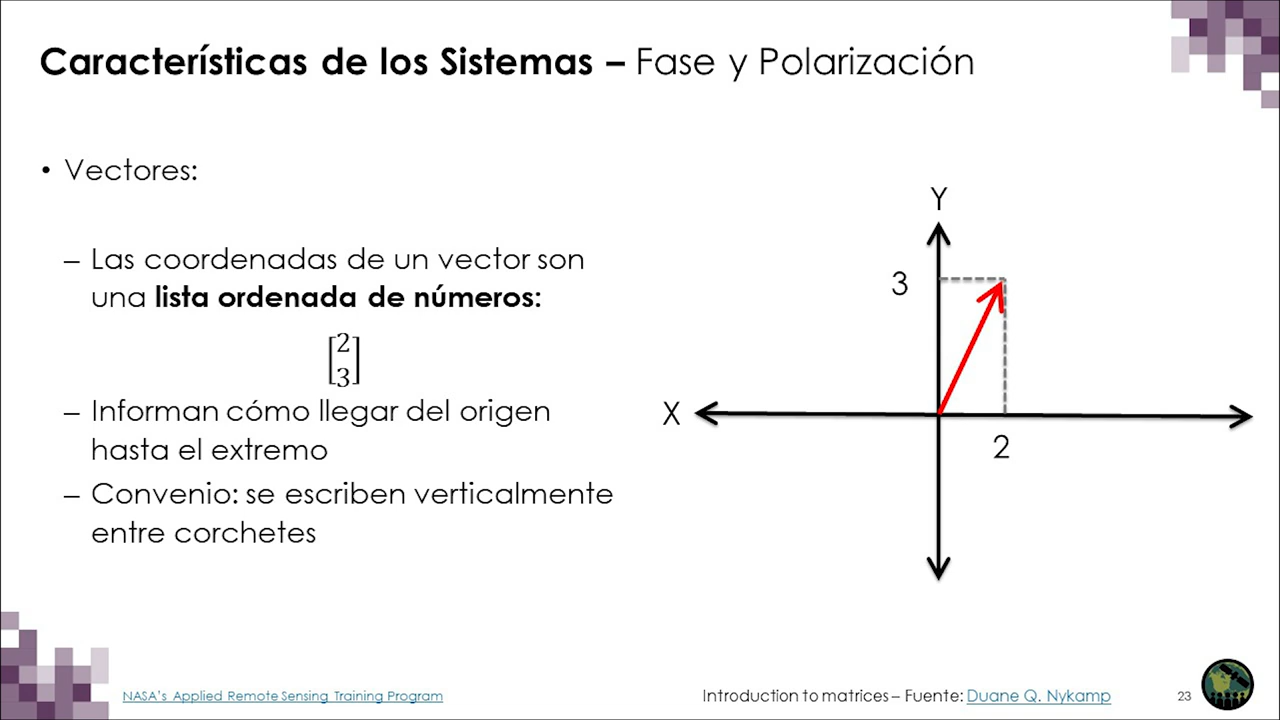 Características de los Sistemas – Fase y Polarización
• Vectores:
– Las coordenadas de un vector son
una lista ordenada de números:
[2
3]
– Informan cómo llegar del origen
hasta el extremo
– Convenio: se escriben verticalmente
entre corchetes
Y
3
X
2
NASA's Applied Remote Sensing Training Program
Introduction to matrices – Fuente: Duane Q. Nykamp
23